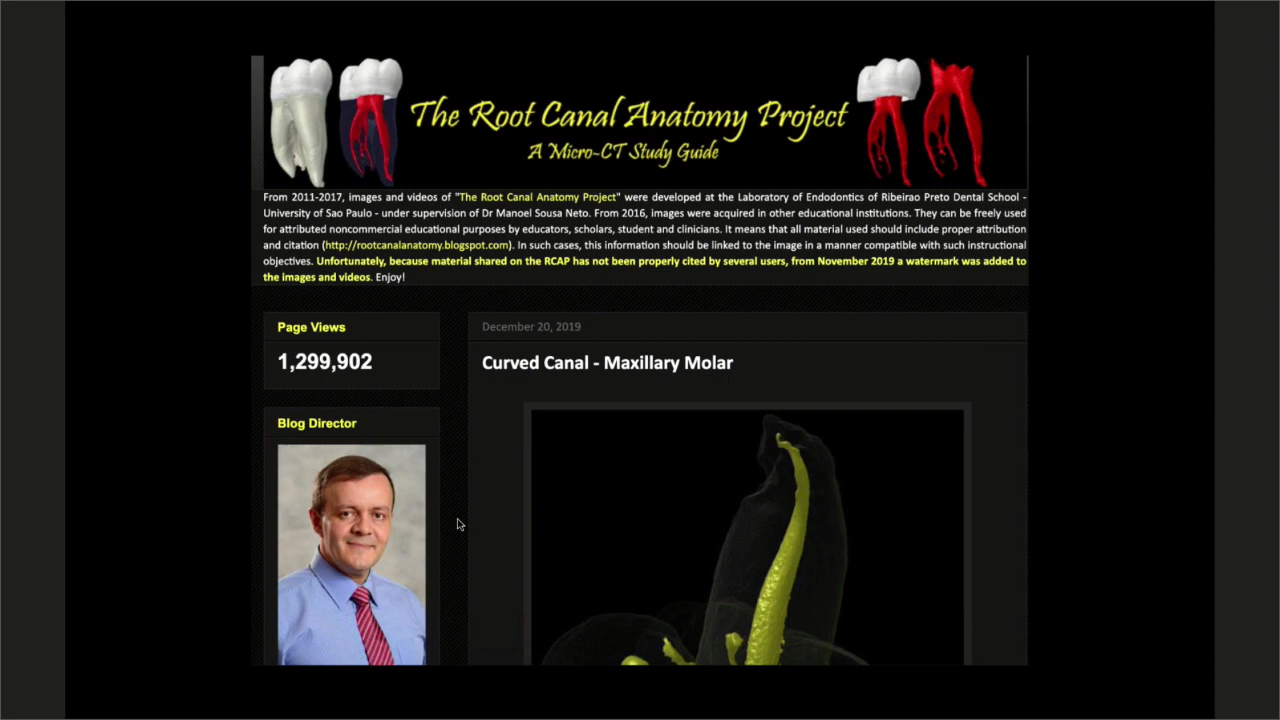 The Root Canal Anatomy Project
A Micro-CT Study Guide
From 2011-2017, images and videos of "The Root Canal Anatomy Project" were developed at the Laboratory of Endodontics of Ribeirao Preto Dental School -
University of Sao Paulo - under supervision of Dr Manoel Sousa Neto. From 2016, images were acquired in other educational institutions. They can be freely used
for attributed noncommercial educational purposes by educators, scholars, student and clinicians. It means that all material used should include proper attribution
and citation (http://rootcanalanatomy.blogspot.com). In such cases, this information should be linked to the image in a manner compatible with such instructional
objectives. Unfortunately, because material shared on the RCAP has not been properly cited by several users, from November 2019 a watermark was added to
the images and videos. Enjoy!
Page Views
1,299,902
Blog Director
December 20, 2019
Curved Canal - Maxillary Molar